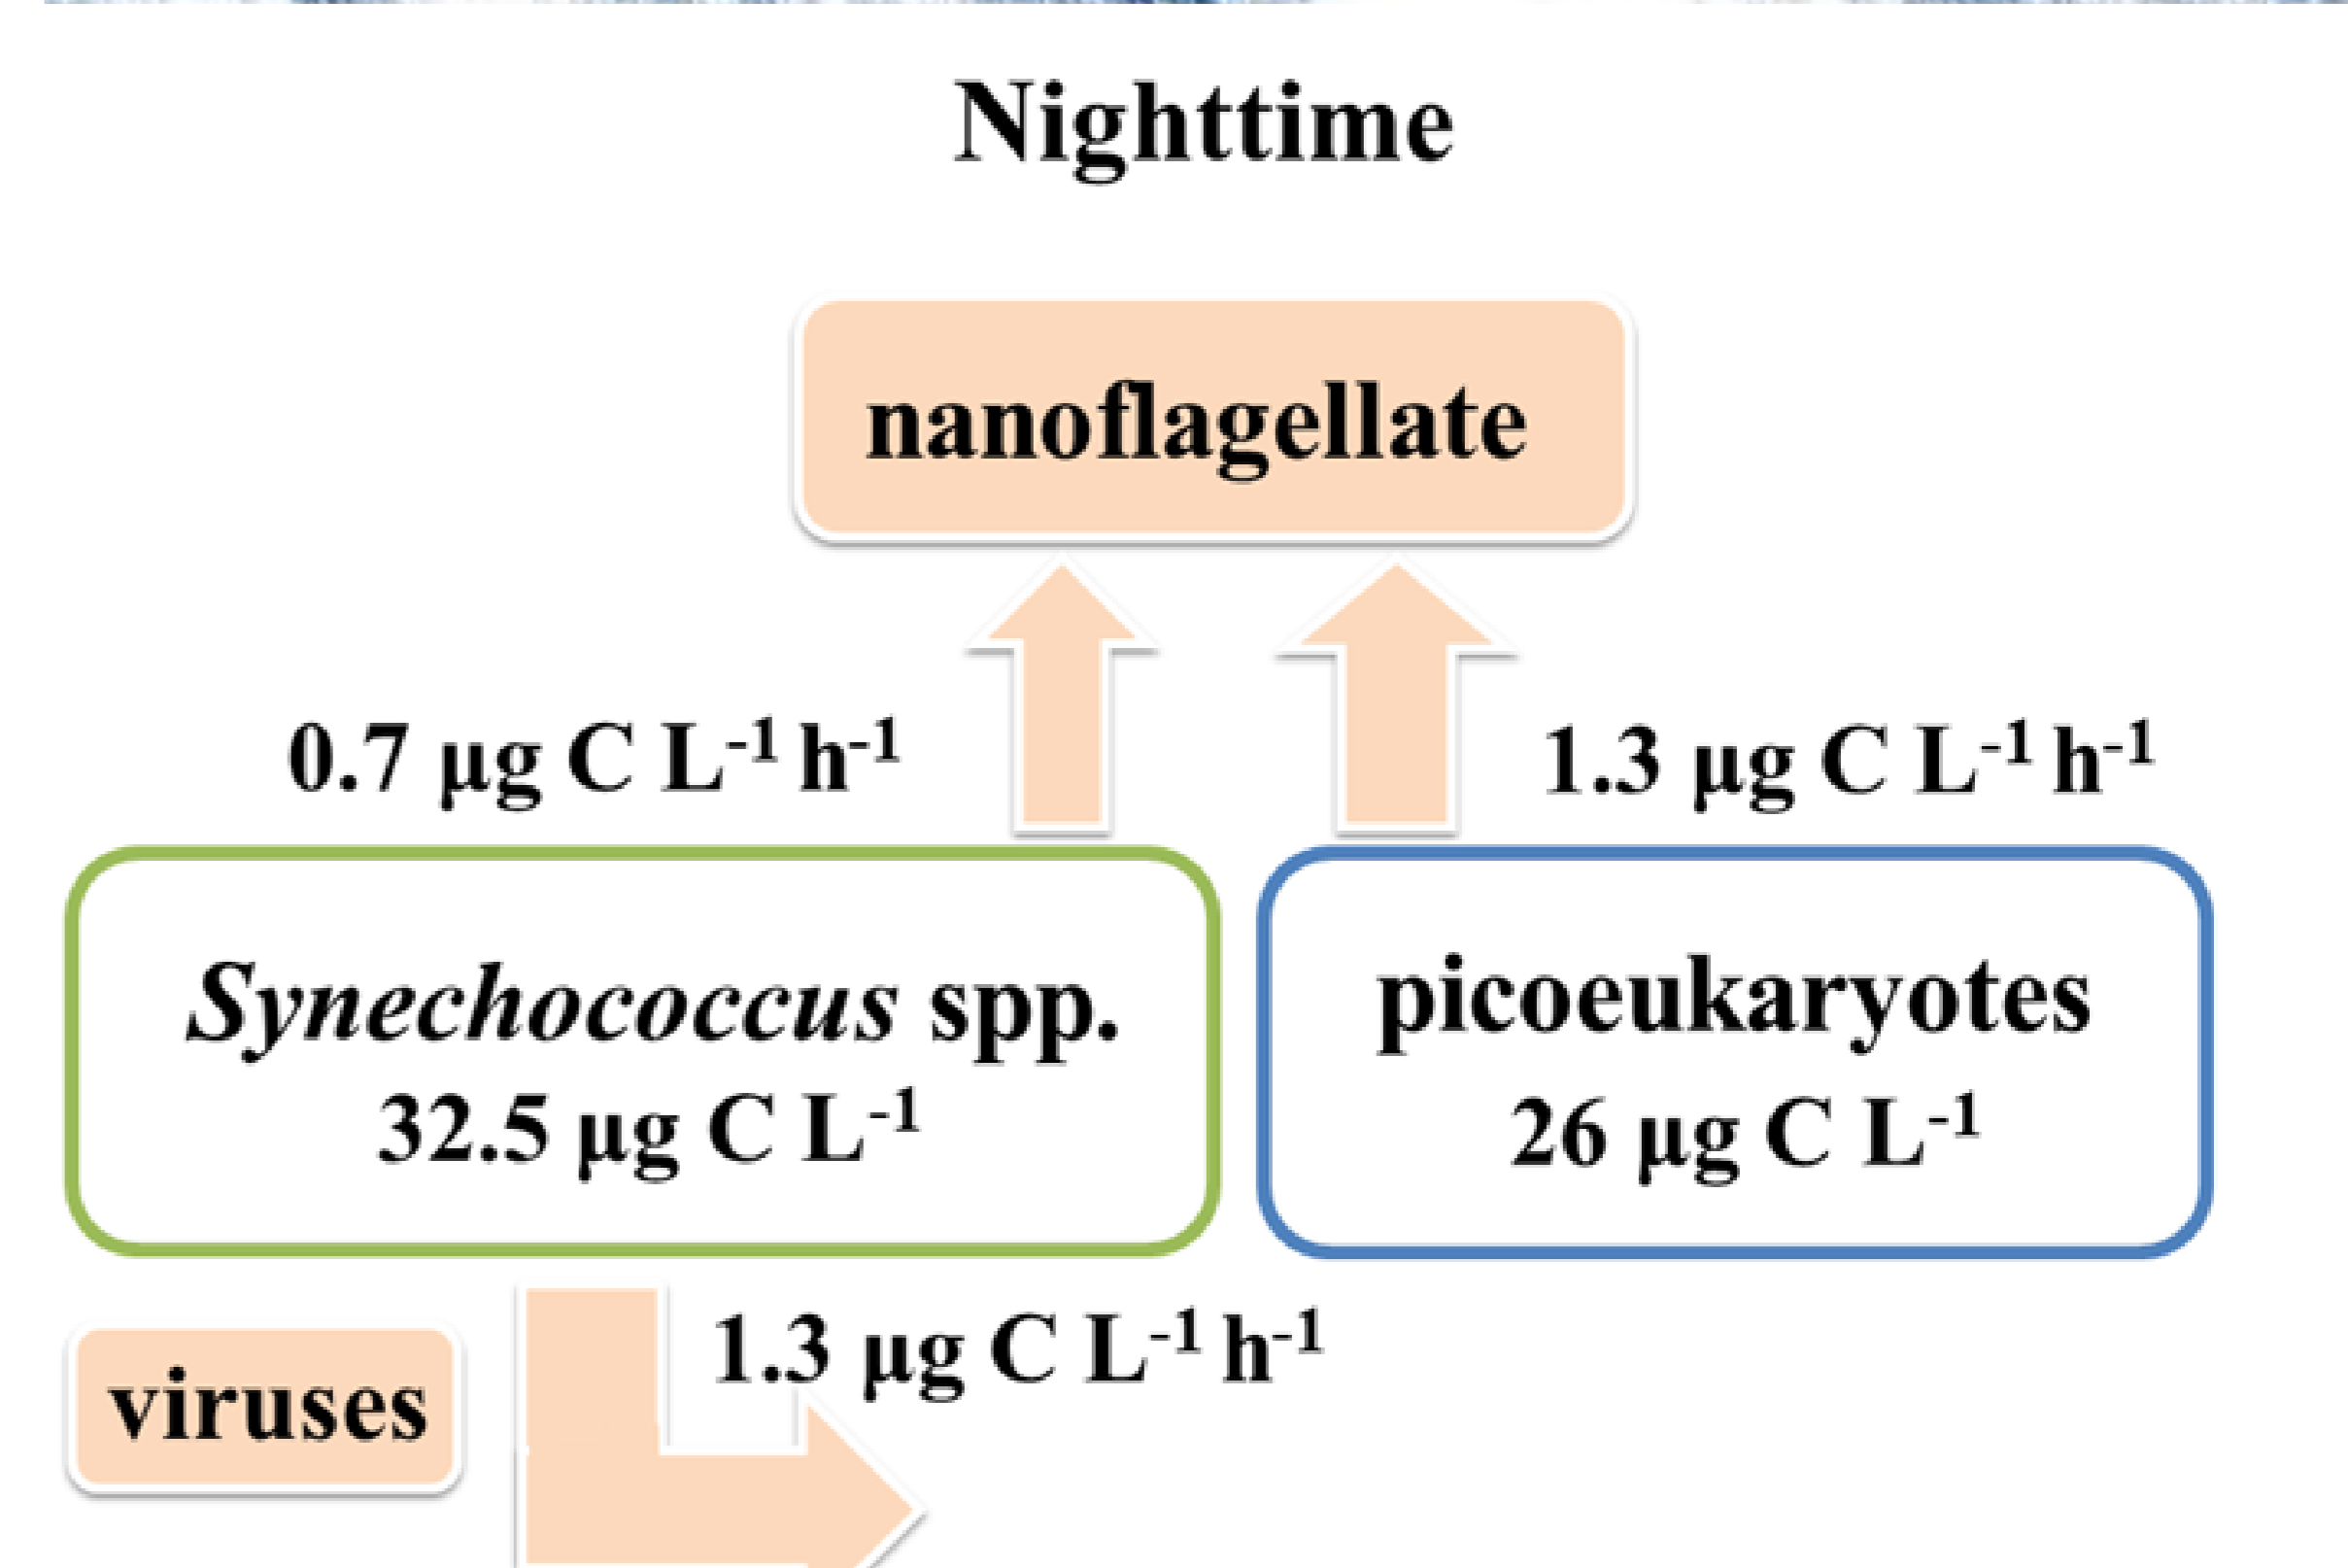 Nighttime
nanoflagellate
0.7 µg C L⁻¹ h⁻¹
1.3 µg C L⁻¹ h⁻¹
Synechococcus spp.
32.5 µg C L⁻¹
picoeukaryotes
26 µg C L⁻¹
1.3 µg C L⁻¹ h⁻¹
viruses